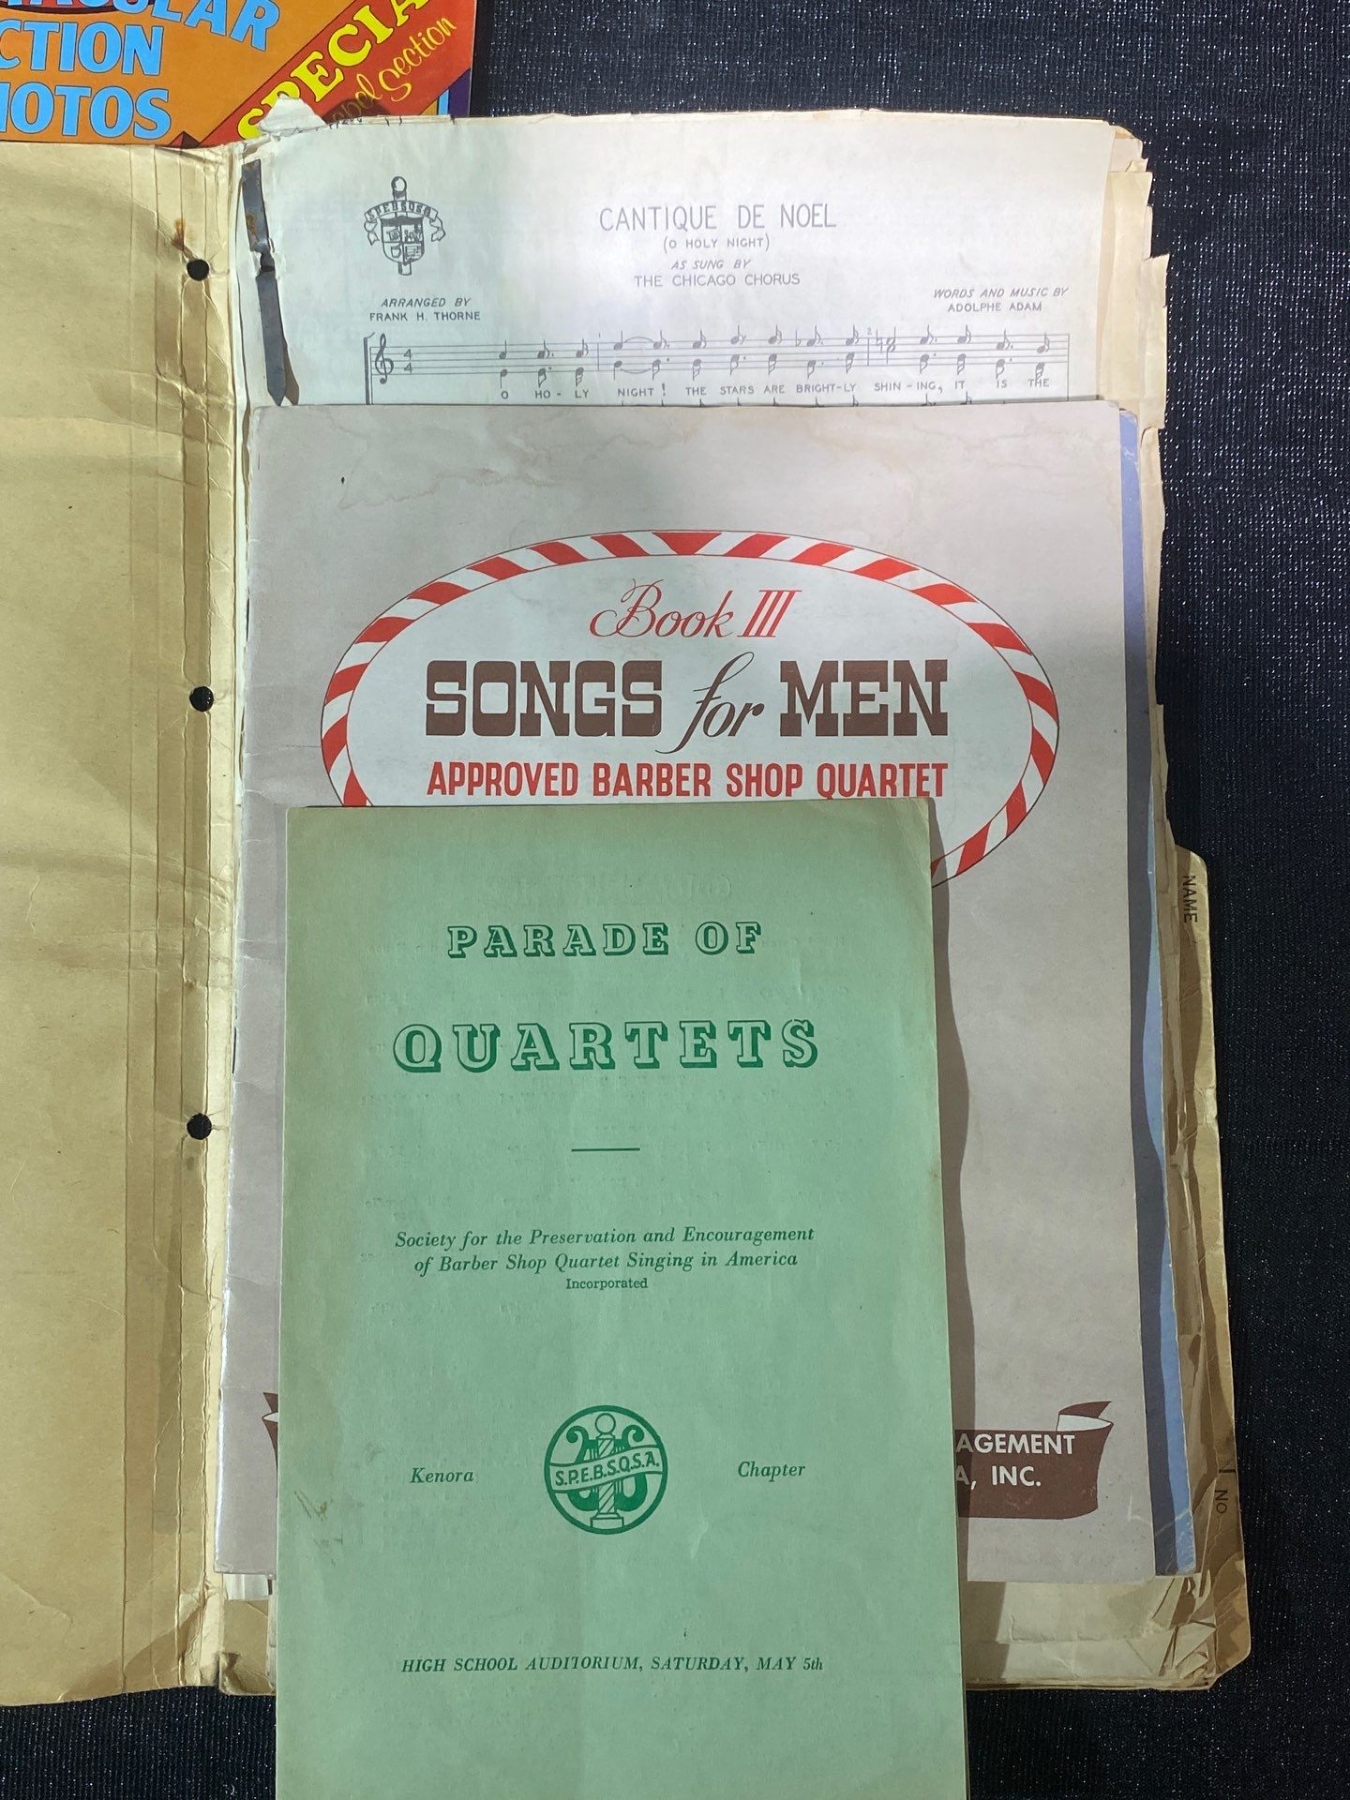 CTION
SPECIAL
Section
S.P.E.B.S.Q.S.A.
CANTIQUE DE NOEL
(O HOLY NIGHT)
AS SUNG BY
THE CHICAGO CHORUS
ARRANGED BY
FRANK H. THORNE
WORDS AND MUSIC BY
ADOLPHE ADAM
O HO - LY NIGHT! THE STARS ARE BRIGHT-LY SHIN - ING, IT IS THE
Book III
SONGS for MEN
APPROVED BARBER SHOP QUARTET
AGEMENT
A, INC.
NAME
No
PARADE OF
QUARTETS
Society for the Preservation and Encouragement
of Barber Shop Quartet Singing in America
Incorporated
Kenora S.P.E.B.S.Q.S.A. Chapter
HIGH SCHOOL AUDITORIUM, SATURDAY, MAY 5th